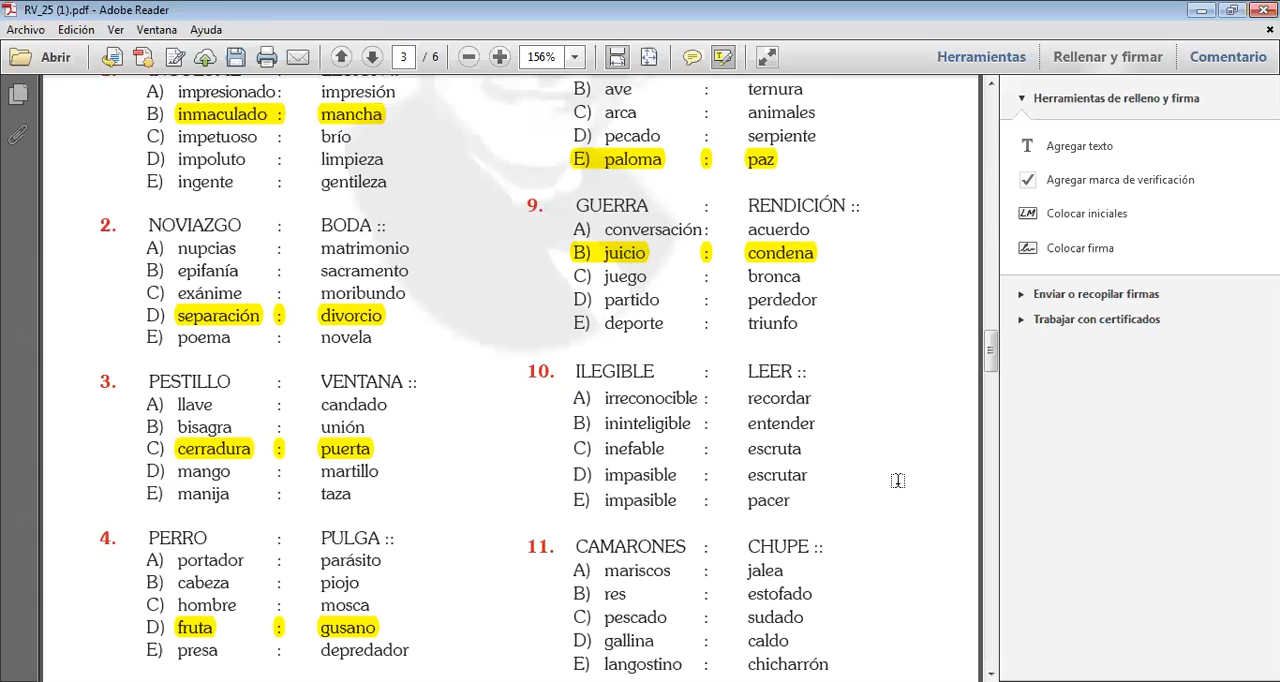 RV_25 (1).pdf - Adobe Reader
Archivo Edición Ver Ventana Ayuda
Abrir 3 / 6 156% Herramientas Rellenar y firmar Comentario
A) impresionado : impresión
B) inmaculado : mancha
C) impetuoso : brío
D) impoluto : limpieza
E) ingente : gentileza
2. NOVIAZGO : BODA ::
A) nupcias : matrimonio
B) epifanía : sacramento
C) exánime : moribundo
D) separación : divorcio
E) poema : novela
3. PESTILLO : VENTANA ::
A) llave : candado
B) bisagra : unión
C) cerradura : puerta
D) mango : martillo
E) manija : taza
4. PERRO : PULGA ::
A) portador : parásito
B) cabeza : piojo
C) hombre : mosca
D) fruta : gusano
E) presa : depredador
B) ave : ternura
C) arca : animales
D) pecado : serpiente
E) paloma : paz
9. GUERRA : RENDICIÓN ::
A) conversación : acuerdo
B) juicio : condena
C) juego : bronca
D) partido : perdedor
E) deporte : triunfo
10. ILEGIBLE : LEER ::
A) irreconocible : recordar
B) ininteligible : entender
C) inefable : escruta
D) impasible : escrutar
E) impasible : pacer
11. CAMARONES : CHUPE ::
A) mariscos : jalea
B) res : estofado
C) pescado : sudado
D) gallina : caldo
E) langostino : chicharrón
Herramientas de relleno y firma
T Agregar texto
Agregar marca de verificación
LM Colocar iniciales
Colocar firma
Enviar o recopilar firmas
Trabajar con certificados